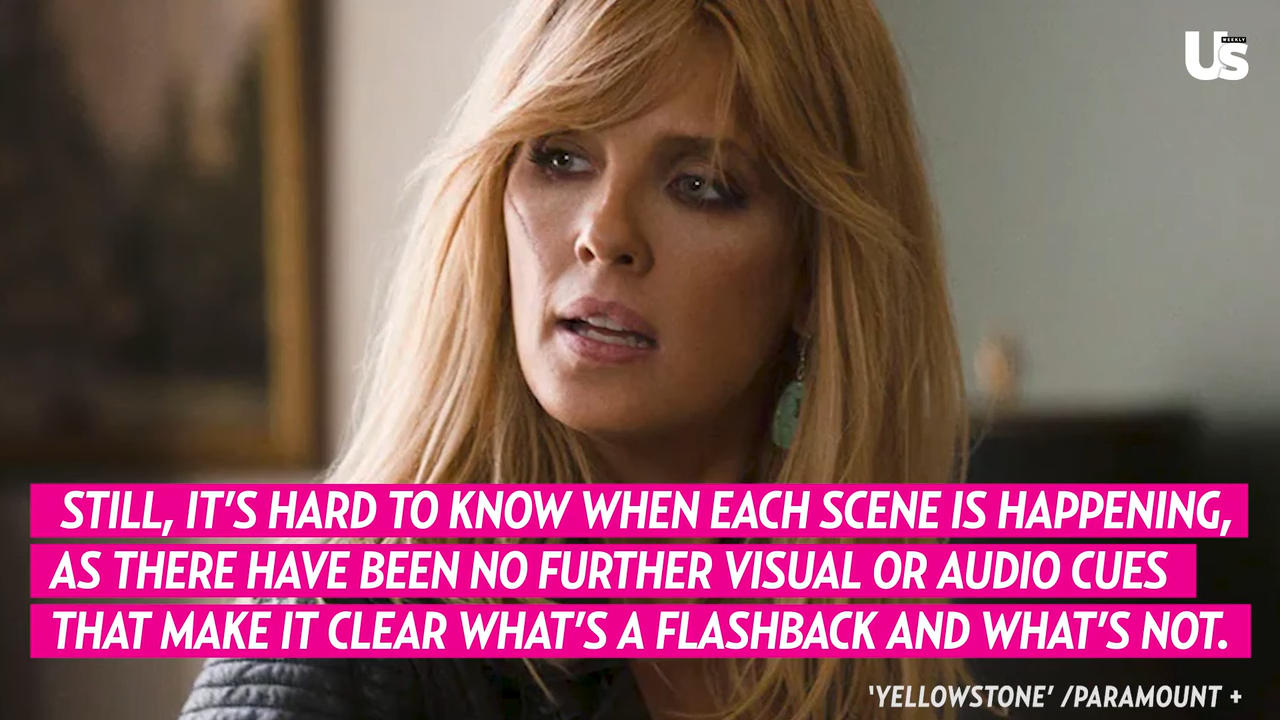 Us
WEEKLY
STILL, IT'S HARD TO KNOW WHEN EACH SCENE IS HAPPENING,
AS THERE HAVE BEEN NO FURTHER VISUAL OR AUDIO CUES
THAT MAKE IT CLEAR WHAT'S A FLASHBACK AND WHAT'S NOT.
'YELLOWSTONE' /PARAMOUNT +